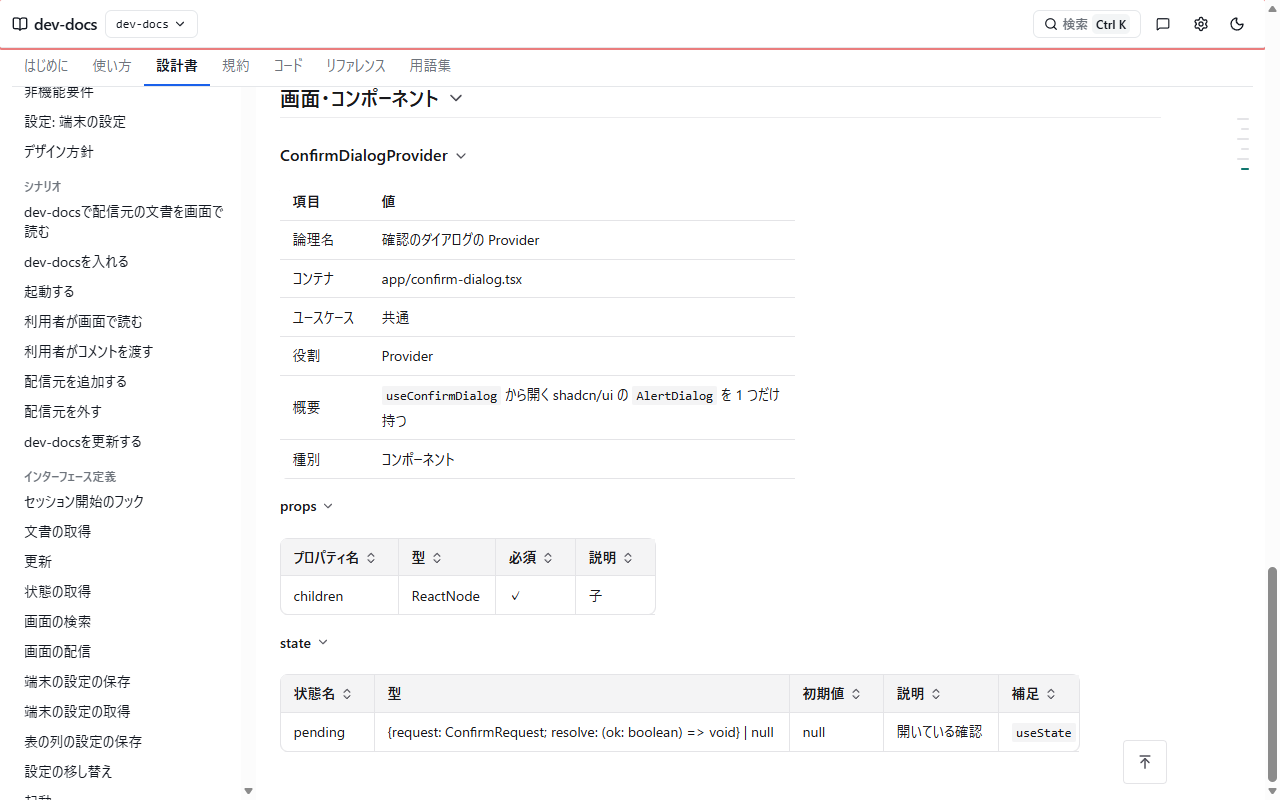 dev-docs
dev-docs
検索 Ctrl K
はじめに 使い方 設計書 規約 コード リファレンス 用語集
非機能要件
設定: 端末の設定
デザイン方針
シナリオ
dev-docsで配信元の文書を画面で
読む
dev-docsを入れる
起動する
利用者が画面で読む
利用者がコメントを渡す
配信元を追加する
配信元を外す
dev-docsを更新する
インターフェース定義
セッション開始のフック
文書の取得
更新
状態の取得
画面の検索
画面の配信
端末の設定の保存
端末の設定の取得
表の列の設定の保存
設定の移し替え
起動
画面・コンポーネント
ConfirmDialogProvider
項目 値
論理名 確認のダイアログの Provider
コンテナ app/confirm-dialog.tsx
ユースケース 共通
役割 Provider
概要 useConfirmDialog から開く shadcn/ui の AlertDialog を 1 つだけ
持つ
種別 コンポーネント
props
プロパティ名 型 必須 説明
children ReactNode ✓ 子
state
状態名 型 初期値 説明 補足
pending {request: ConfirmRequest; resolve: (ok: boolean) => void} | null null 開いている確認 useState